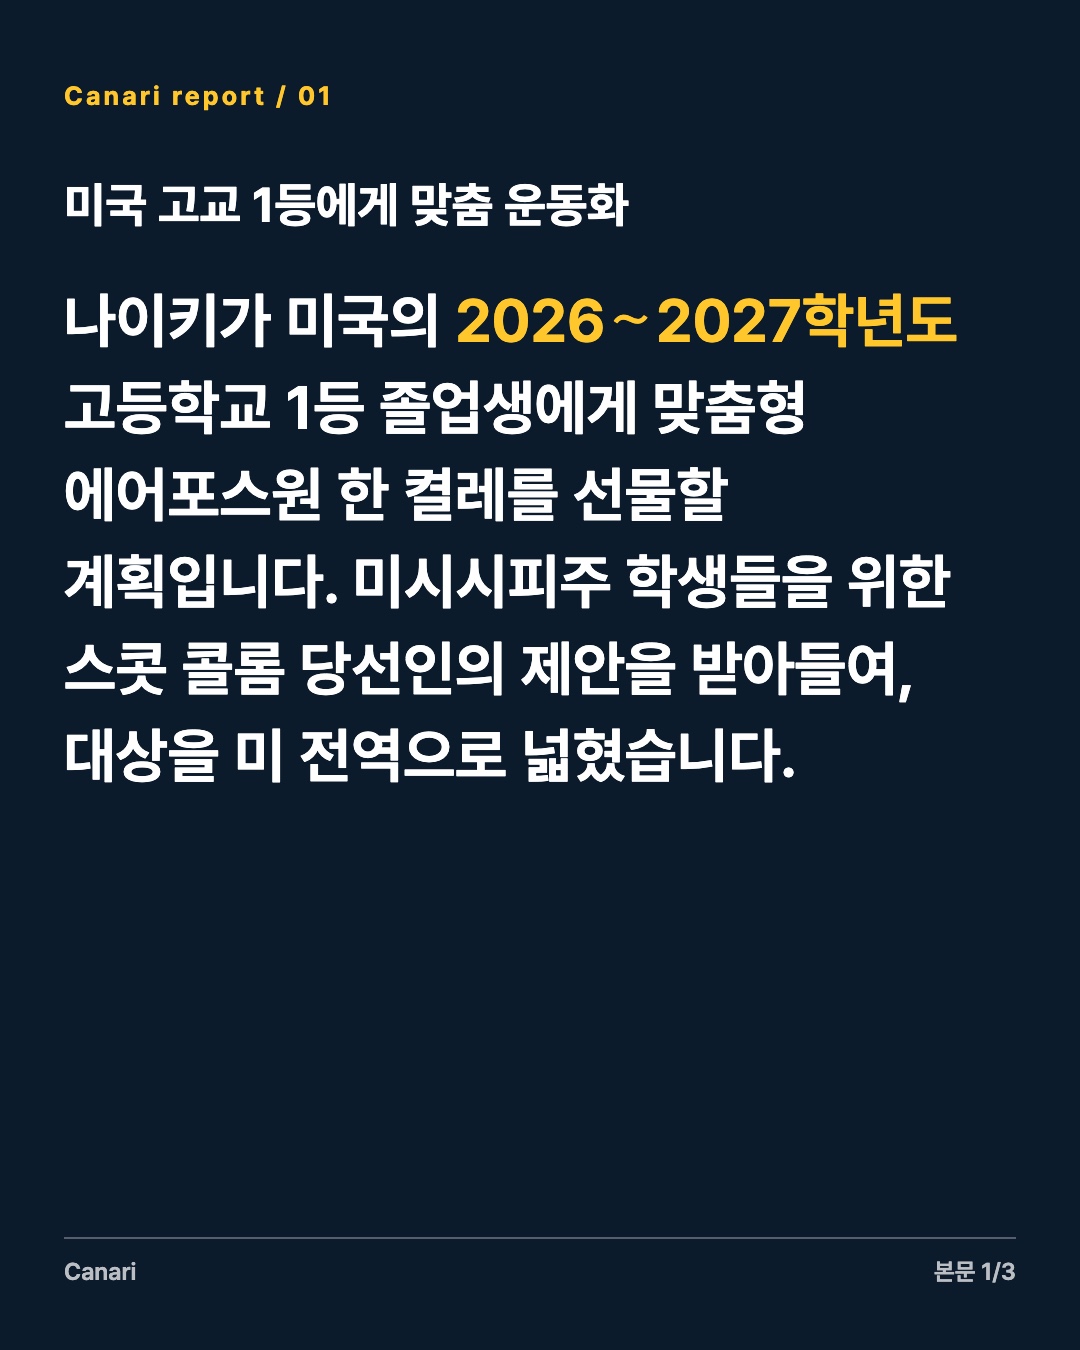 Canari report / 01
미국 고교 1등에게 맞춤 운동화
나이키가 미국의 2026~2027학년도
고등학교 1등 졸업생에게 맞춤형
에어포스원 한 켤레를 선물할
계획입니다. 미시시피주 학생들을 위한
스콧 콜롬 당선인의 제안을 받아들여,
대상을 미 전역으로 넓혔습니다.
Canari
본문 1/3